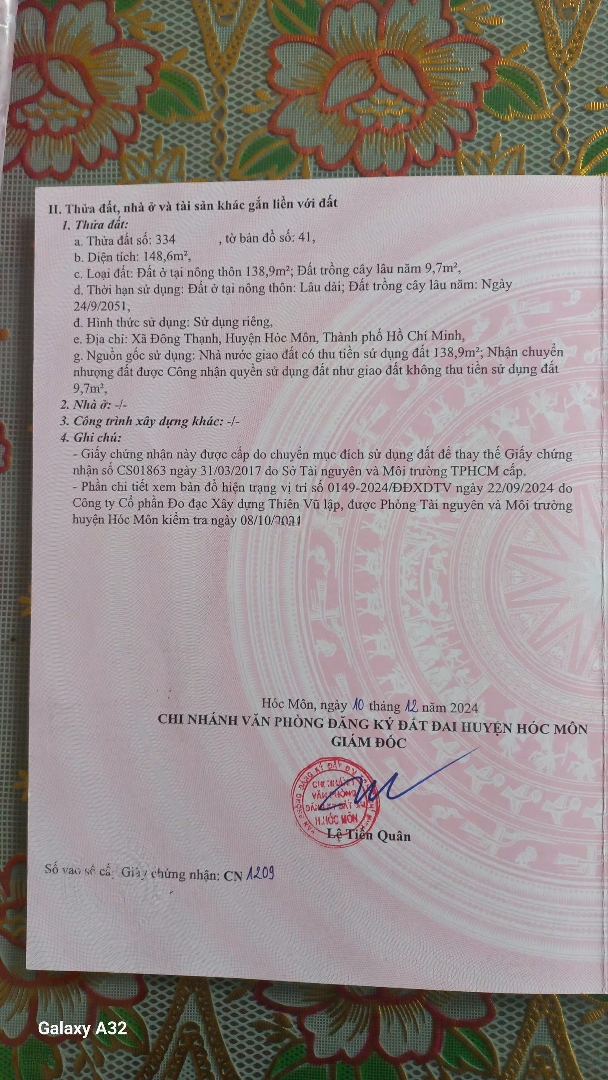 II. Thửa đất, nhà ở và tài sản khác gắn liền với đất
1. Thửa đất:
a. Thửa đất số: 334 , tờ bản đồ số: 41,
b. Diện tích: 148,6m²,
c. Loại đất: Đất ở tại nông thôn 138,9m²; Đất trồng cây lâu năm 9,7m²,
d. Thời hạn sử dụng: Đất ở tại nông thôn: Lâu dài; Đất trồng cây lâu năm: Ngày
24/9/2051,
đ. Hình thức sử dụng: Sử dụng riêng,
e. Địa chỉ: Xã Đông Thạnh, Huyện Hóc Môn, Thành phố Hồ Chí Minh,
g. Nguồn gốc sử dụng: Nhà nước giao đất có thu tiền sử dụng đất 138,9m²; Nhận chuyển
nhượng đất được Công nhận quyền sử dụng đất như giao đất không thu tiền sử dụng đất
9,7m²,
2. Nhà ở: -/-
3. Công trình xây dựng khác: -/-
4. Ghi chú:
- Giấy chứng nhận này được cấp do chuyển mục đích sử dụng đất để thay thế Giấy chứng
nhận số CS01863 ngày 31/03/2017 do Sở Tài nguyên và Môi trường TPHCM cấp.
- Phần chi tiết xem bản đồ hiện trạng vị trí số 0149-2024/ĐĐXDTV ngày 22/09/2024 do
Công ty Cổ phần Đo đạc Xây dựng Thiên Vũ lập, được Phòng Tài nguyên và Môi trường
huyện Hóc Môn kiểm tra ngày 08/10/2024
Hóc Môn, ngày 10 tháng 12 năm 2024
CHI NHÁNH VĂN PHÒNG ĐĂNG KÝ ĐẤT ĐAI HUYỆN HÓC MÔN
GIÁM ĐỐC
CHI NHÁNH
VĂN PHÒNG
ĐĂNG KÝ ĐẤT ĐAI
H.HÓC MÔN
Lê Tiến Quân
Số vào sổ cấp Giấy chứng nhận: CN 1209
Galaxy A32